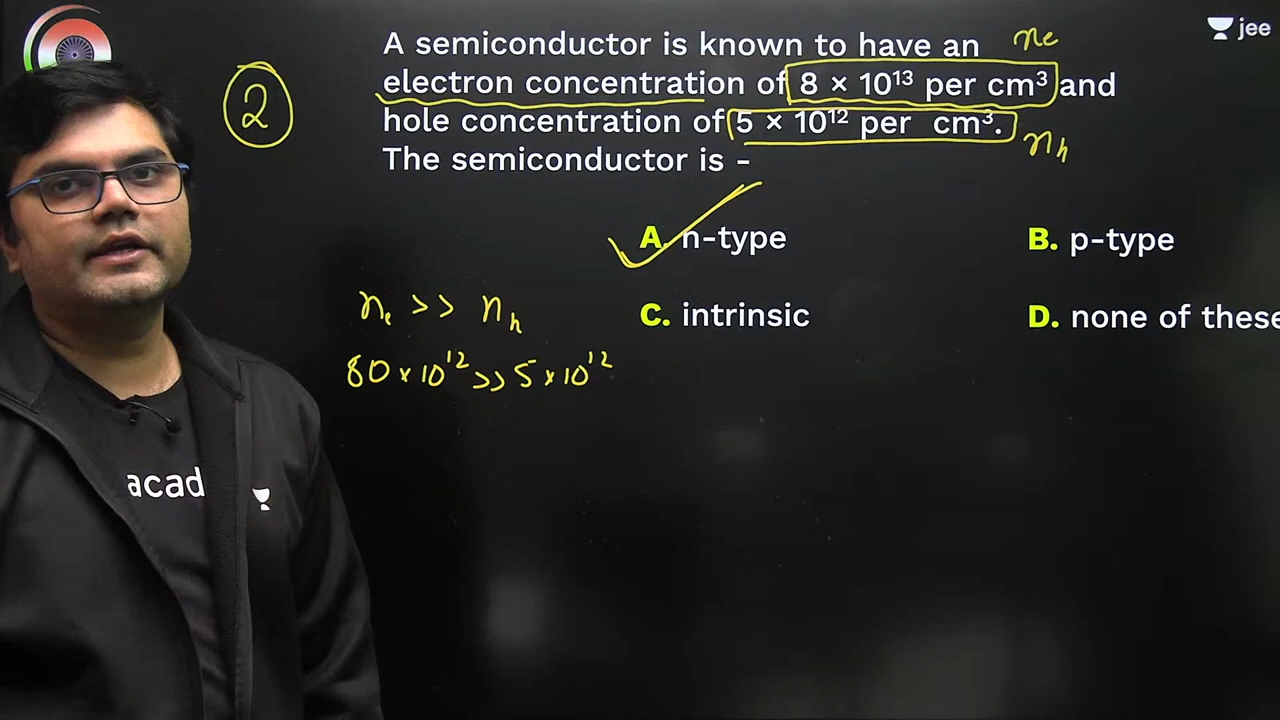 jee
A semiconductor is known to have an nₑ
electron concentration of 8 × 10¹³ per cm³ and
hole concentration of 5 × 10¹² per cm³. nₕ
The semiconductor is -
2
A. n-type
B. p-type
C. intrinsic
D. none of these
nₑ >> nₕ
80 × 10¹² >> 5 × 10¹²
acad